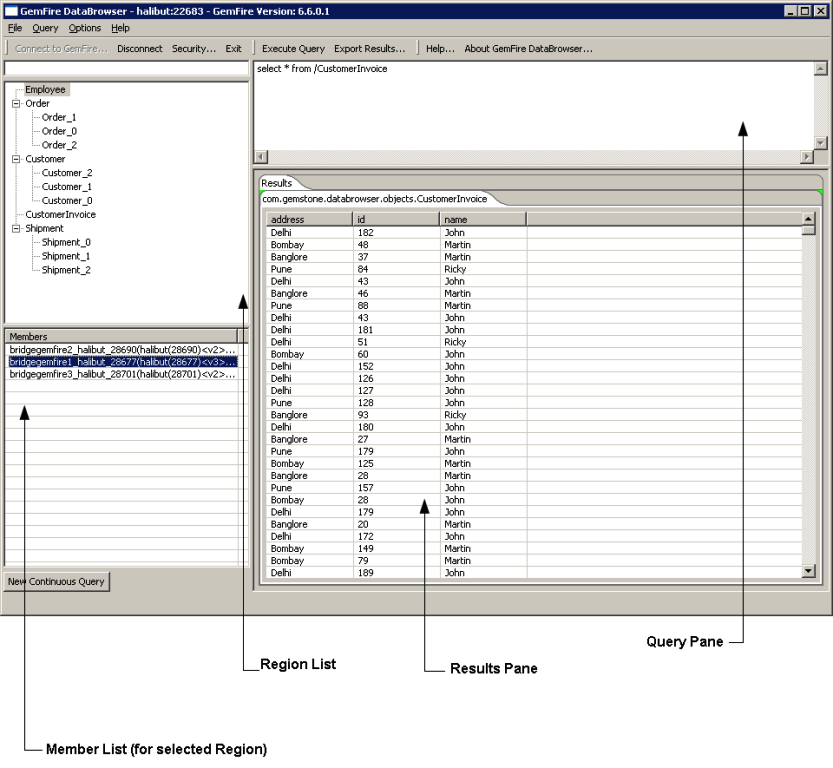 GemFire DataBrowser - halibut:22683 - GemFire Version: 6.6.0.1
File Query Options Help
Connect to GemFire... Disconnect Security... Exit Execute Query Export Results... Help... About GemFire DataBrowser...
select * from /CustomerInvoice
Employee
Order
Order_1
Order_0
Order_2
Customer
Customer_2
Customer_1
Customer_0
CustomerInvoice
Shipment
Shipment_0
Shipment_1
Shipment_2
Members
bridgegemfire2_halibut_28690(halibut(28690)<v2>...
bridgegemfire1_halibut_28677(halibut(28677)<v3>...
bridgegemfire3_halibut_28701(halibut(28701)<v2>...
New Continuous Query
Results
com.gemstone.databrowser.objects.CustomerInvoice
address id name
Delhi 182 John
Bombay 48 Martin
Banglore 37 Martin
Pune 84 Ricky
Delhi 43 John
Banglore 46 Martin
Pune 88 Martin
Delhi 43 John
Delhi 181 John
Delhi 51 Ricky
Bombay 60 John
Delhi 152 John
Delhi 126 John
Delhi 127 John
Pune 128 John
Banglore 93 Ricky
Delhi 180 John
Banglore 27 Martin
Pune 179 John
Bombay 125 Martin
Banglore 28 Martin
Pune 157 John
Bombay 28 John
Delhi 179 John
Banglore 20 Martin
Delhi 172 John
Bombay 149 Martin
Bombay 79 Martin
Delhi 189 John
Query Pane
Region List
Results Pane
Member List (for selected Region)